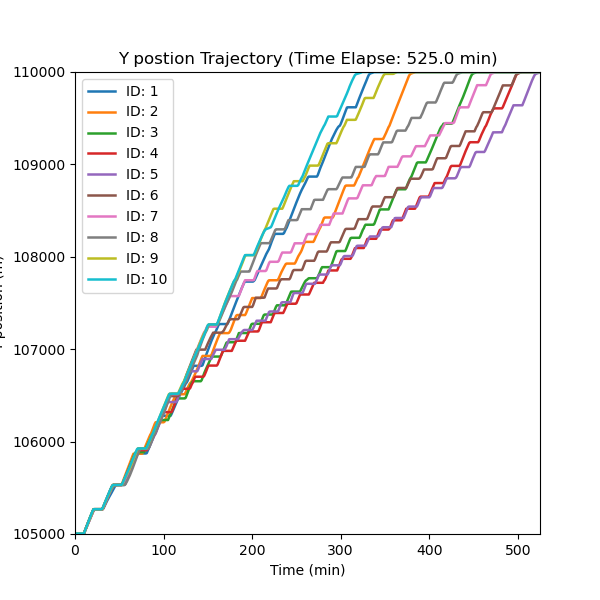 Y postion Trajectory (Time Elapse: 525.0 min)
110000
109000
108000
107000
106000
105000
position
ID: 1
ID: 2
ID: 3
ID: 4
ID: 5
ID: 6
ID: 7
ID: 8
ID: 9
ID: 10
0 100 200 300 400 500
Time (min)